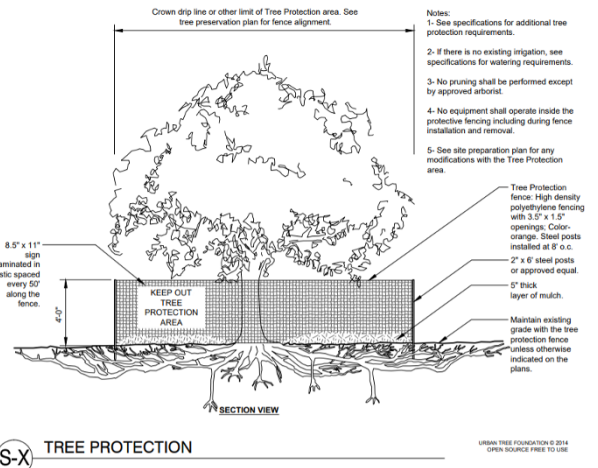 Crown drip line or other limit of Tree Protection area. See
tree preservation plan for fence alignment.
Notes:
1- See specifications for additional tree
protection requirements.
2- If there is no existing irrigation, see
specifications for watering requirements.
3- No pruning shall be performed except
by approved arborist.
4- No equipment shall operate inside the
protective fencing including during fence
installation and removal.
5- See site preparation plan for any
modifications with the Tree Protection
area.
Tree Protection
fence: High density
polyethylene fencing
with 3.5" x 1.5"
openings; Color-
orange. Steel posts
installed at 8' o.c.
2" x 6' steel posts
or approved equal.
5" thick
layer of mulch.
Maintain existing
grade with the tree
protection fence
unless otherwise
indicated on the
plans.
8.5" x 11"
sign
aminated in
stic spaced
every 50'
along the
fence.
4'-0"
KEEP OUT
TREE
PROTECTION
AREA
SECTION VIEW
S-X
TREE PROTECTION
URBAN TREE FOUNDATION © 2014
OPEN SOURCE FREE TO USE